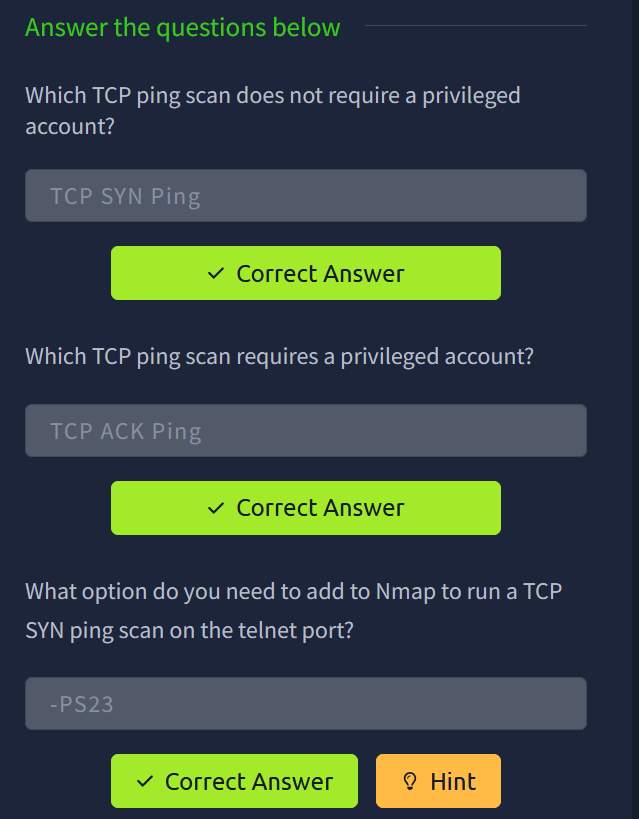 Answer the questions below
Which TCP ping scan does not require a privileged
account?
TCP SYN Ping
Correct Answer
Which TCP ping scan requires a privileged account?
TCP ACK Ping
Correct Answer
What option do you need to add to Nmap to run a TCP
SYN ping scan on the telnet port?
-PS23
Correct Answer
Hint